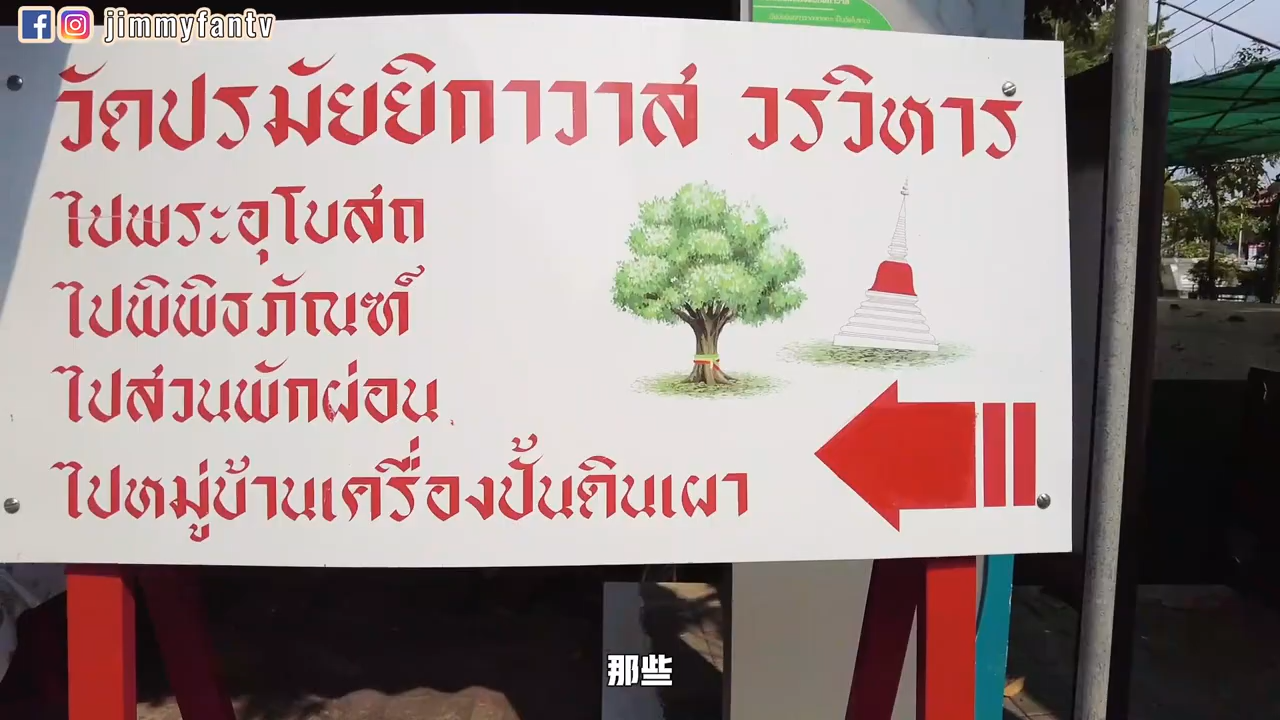 jimmyfantv
วัดปรมัยยิกาวาส วรวิหาร
ไปพระอุโบสถ
ไปพิพิธภัณฑ์
ไปสวนพักผ่อน
ไปหมู่บ้านเครื่องปั้นดินเผา
那些